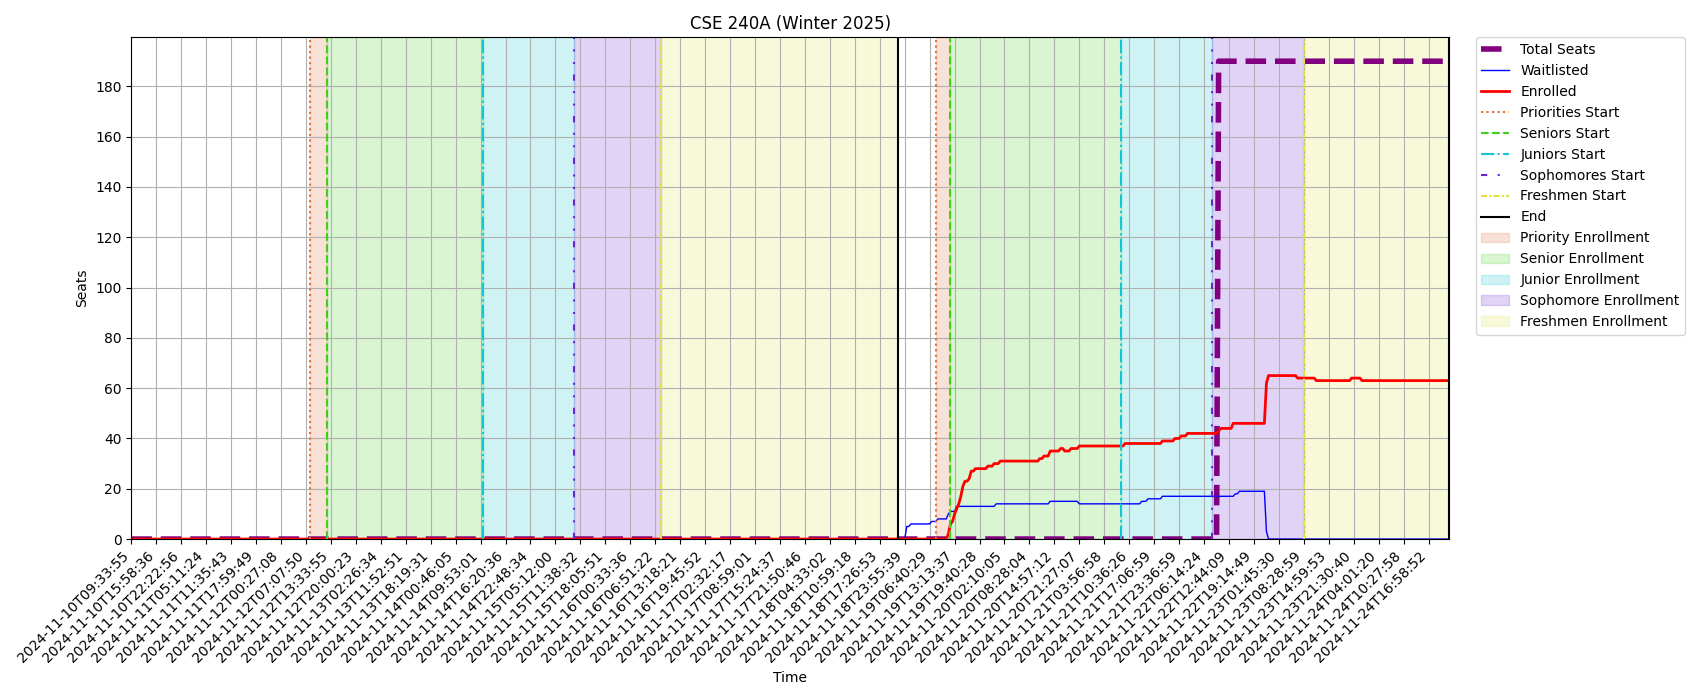 CSE 240A (Winter 2025)
Seats
180
160
140
120
100
80
60
40
20
0
2024-11-10T09:33:55
2024-11-10T15:58:36
2024-11-10T22:22:56
2024-11-11T05:11:24
2024-11-11T11:35:43
2024-11-11T17:59:49
2024-11-12T00:27:08
2024-11-12T07:07:50
2024-11-12T13:33:55
2024-11-12T20:00:23
2024-11-13T02:26:34
2024-11-13T11:52:51
2024-11-13T18:19:31
2024-11-14T00:46:05
2024-11-14T09:53:01
2024-11-14T16:20:36
2024-11-14T22:48:34
2024-11-15T05:12:00
2024-11-15T11:38:32
2024-11-15T18:05:51
2024-11-16T00:33:36
2024-11-16T06:51:22
2024-11-16T13:18:21
2024-11-16T19:45:52
2024-11-17T02:32:17
2024-11-17T08:59:01
2024-11-17T15:24:37
2024-11-17T21:50:46
2024-11-18T04:33:02
2024-11-18T10:59:18
2024-11-18T17:26:53
2024-11-18T23:55:39
2024-11-19T06:40:29
2024-11-19T13:13:37
2024-11-19T19:40:28
2024-11-20T02:10:05
2024-11-20T08:28:04
2024-11-20T14:57:12
2024-11-20T21:27:07
2024-11-21T03:56:58
2024-11-21T10:36:26
2024-11-21T17:06:59
2024-11-21T23:36:59
2024-11-22T06:14:24
2024-11-22T12:44:09
2024-11-22T19:14:49
2024-11-23T01:45:30
2024-11-23T08:28:59
2024-11-23T14:59:53
2024-11-23T21:30:40
2024-11-24T04:01:20
2024-11-24T10:27:58
2024-11-24T16:58:52
Time
Total Seats
Waitlisted
Enrolled
Priorities Start
Seniors Start
Juniors Start
Sophomores Start
Freshmen Start
End
Priority Enrollment
Senior Enrollment
Junior Enrollment
Sophomore Enrollment
Freshmen Enrollment